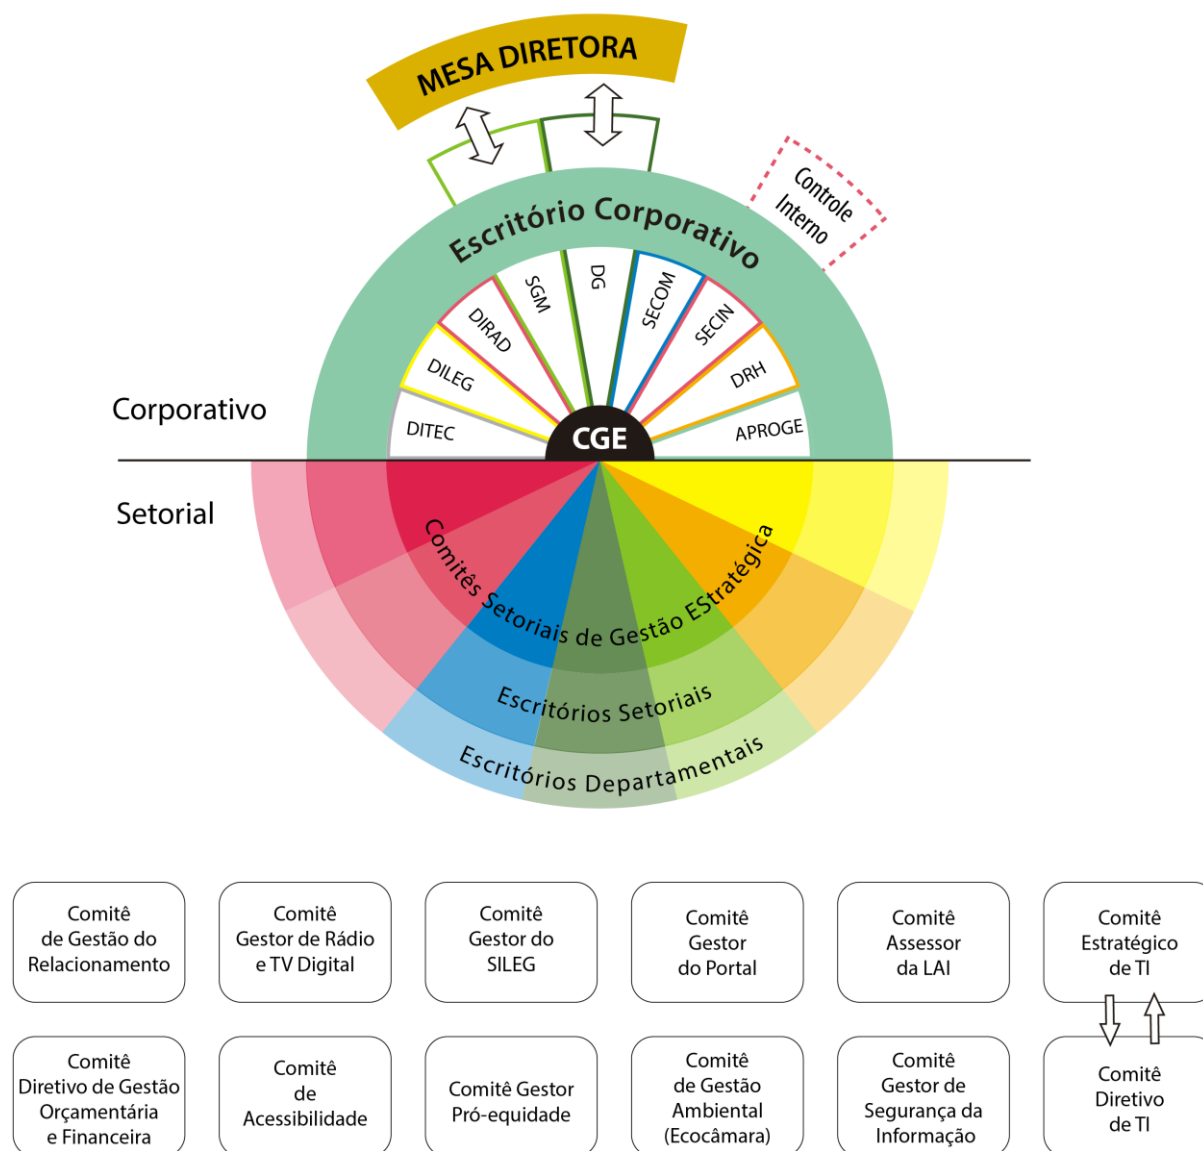 MESA DIRETORA
Controle
Interno
Escritório Corporativo
DITEC
DILEG
DIRAD
SGM
DG
SECOM
SECIN
DRH
APROGE
CGE
Corporativo
Setorial
Comitês Setoriais de Gestão EStratégica
Escritórios Setoriais
Escritórios Departamentais
Comitê
de Gestão do
Relacionamento
Comitê
Gestor de Rádio
e TV Digital
Comitê
Gestor do
SILEG
Comitê
Gestor
do Portal
Comitê
Assessor
da LAI
Comitê
Estratégico
de TI
Comitê
Diretivo de Gestão
Orçamentária
e Financeira
Comitê
de
Acessibilidade
Comitê Gestor
Pró-equidade
Comitê
de Gestão
Ambiental
(Ecocâmara)
Comitê
Gestor de
Segurança da
Informação
Comitê
Diretivo
de TI